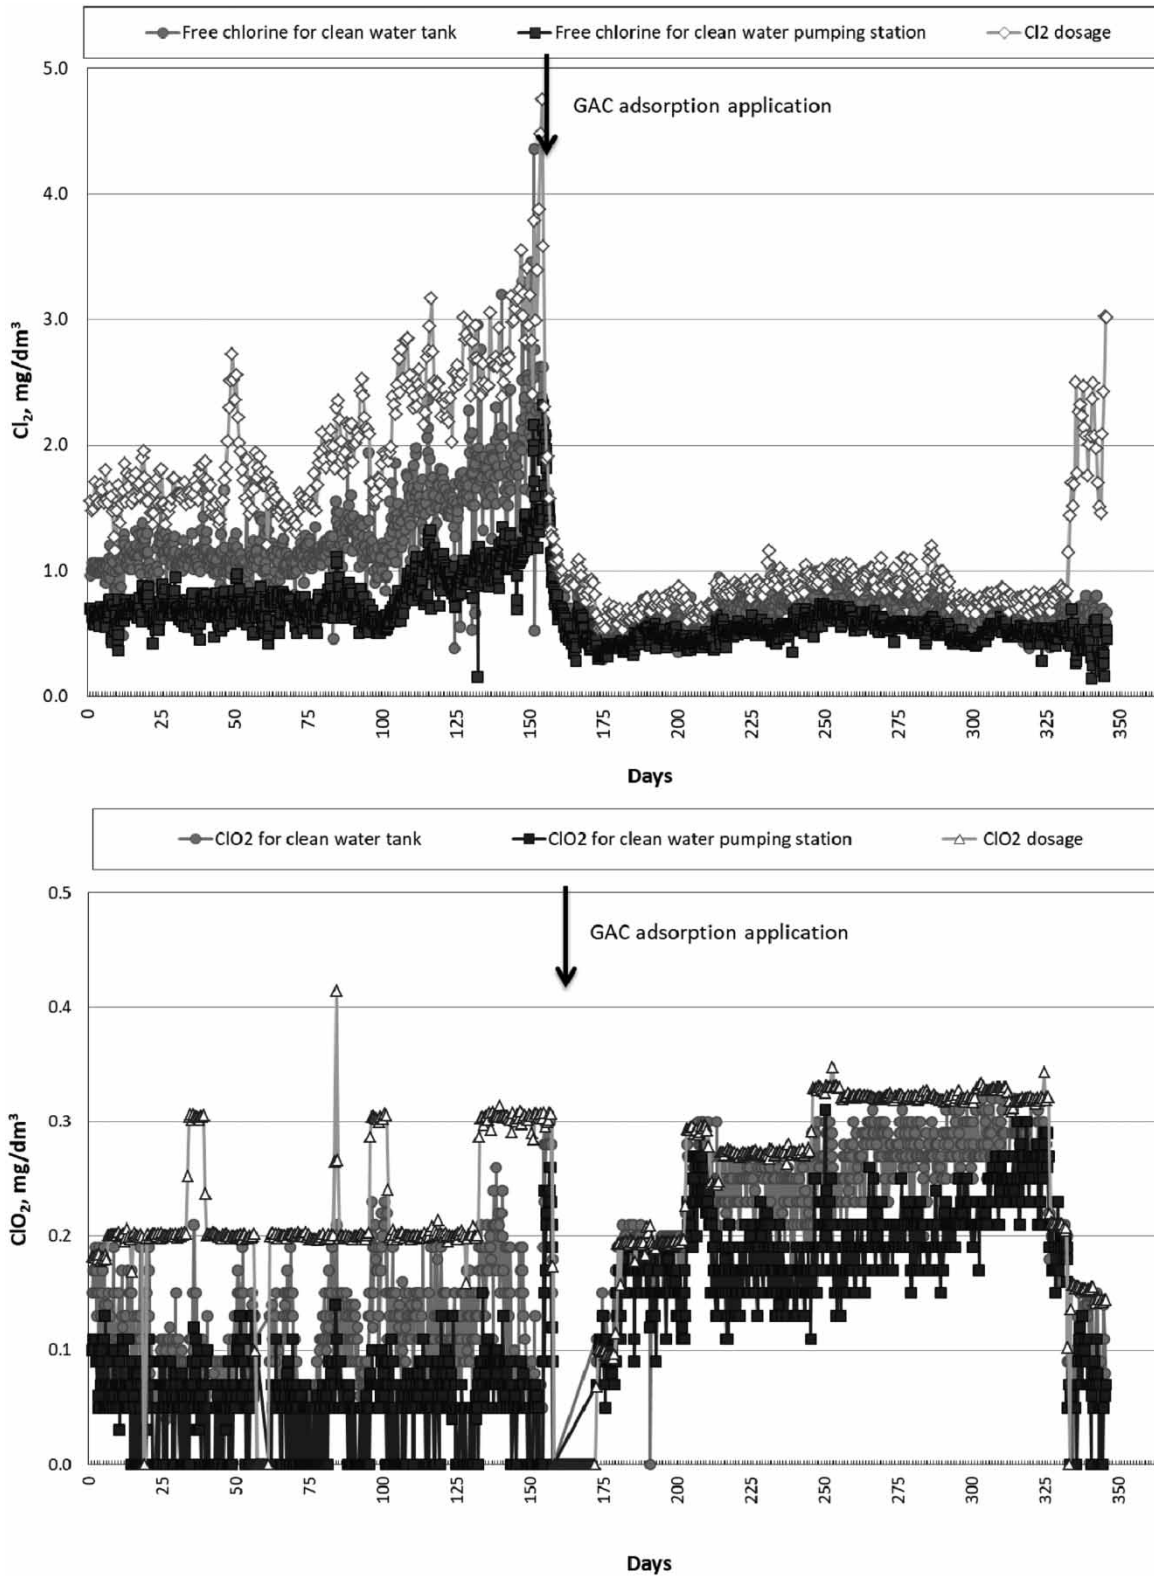 Free chlorine for clean water tank Free chlorine for clean water pumping station Cl2 dosage
5.0
GAC adsorption application
4.0
3.0
Cl₂, mg/dm³
2.0
1.0
0.0
0 25 50 75 100 125 150 175 200 225 250 275 300 325 350
Days
ClO2 for clean water tank ClO2 for clean water pumping station ClO2 dosage
0.5
GAC adsorption application
0.4
0.3
ClO₂, mg/dm³
0.2
0.1
0.0
0 25 50 75 100 125 150 175 200 225 250 275 300 325 350
Days